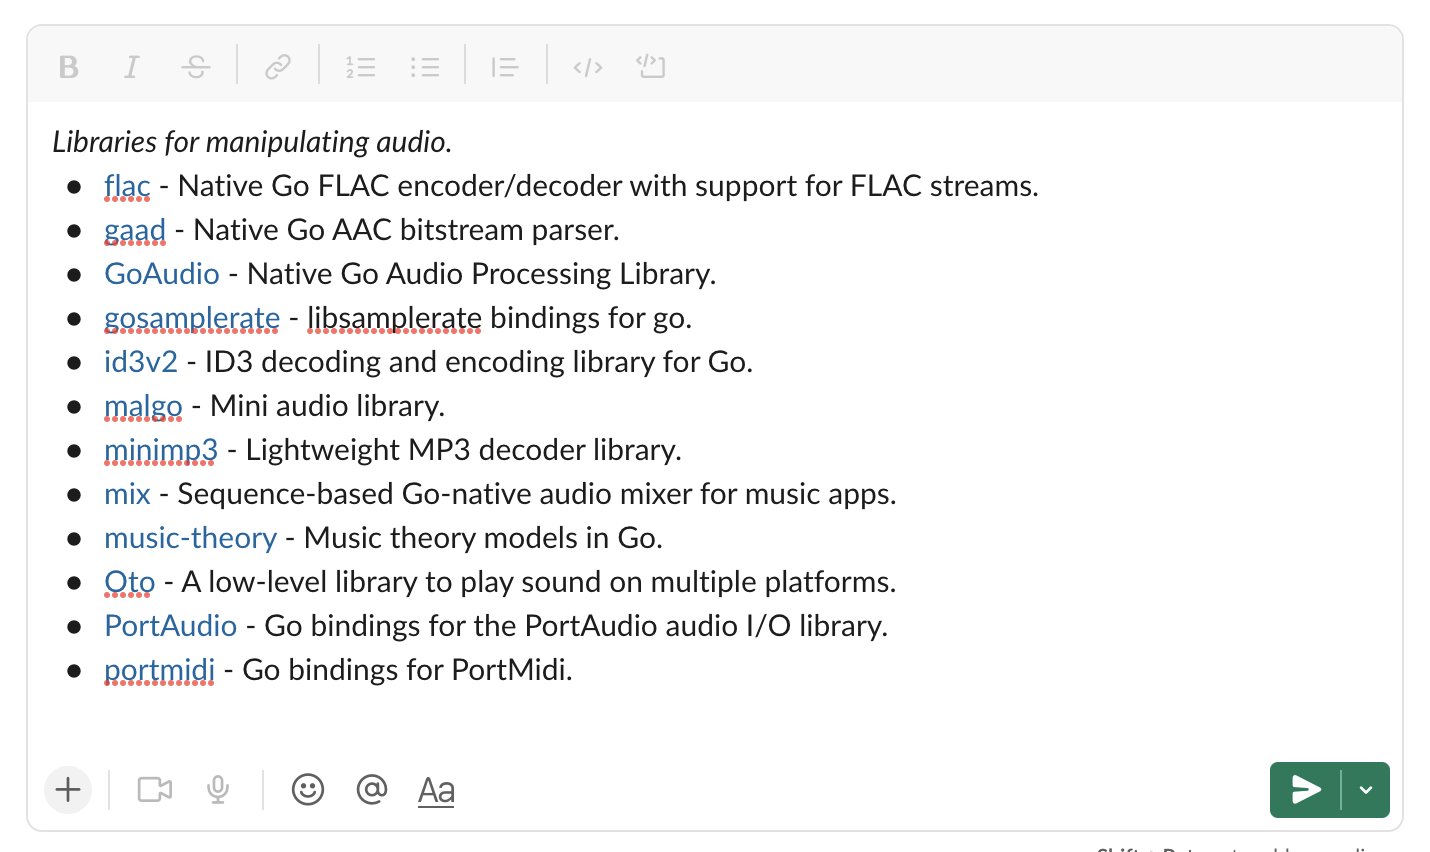 B I S
Libraries for manipulating audio.
● flac - Native Go FLAC encoder/decoder with support for FLAC streams.
● gaad - Native Go AAC bitstream parser.
● GoAudio - Native Go Audio Processing Library.
● gosamplerate - libsamplerate bindings for go.
● id3v2 - ID3 decoding and encoding library for Go.
● malgo - Mini audio library.
● minimp3 - Lightweight MP3 decoder library.
● mix - Sequence-based Go-native audio mixer for music apps.
● music-theory - Music theory models in Go.
● Oto - A low-level library to play sound on multiple platforms.
● PortAudio - Go bindings for the PortAudio audio I/O library.
● portmidi - Go bindings for PortMidi.
Aa